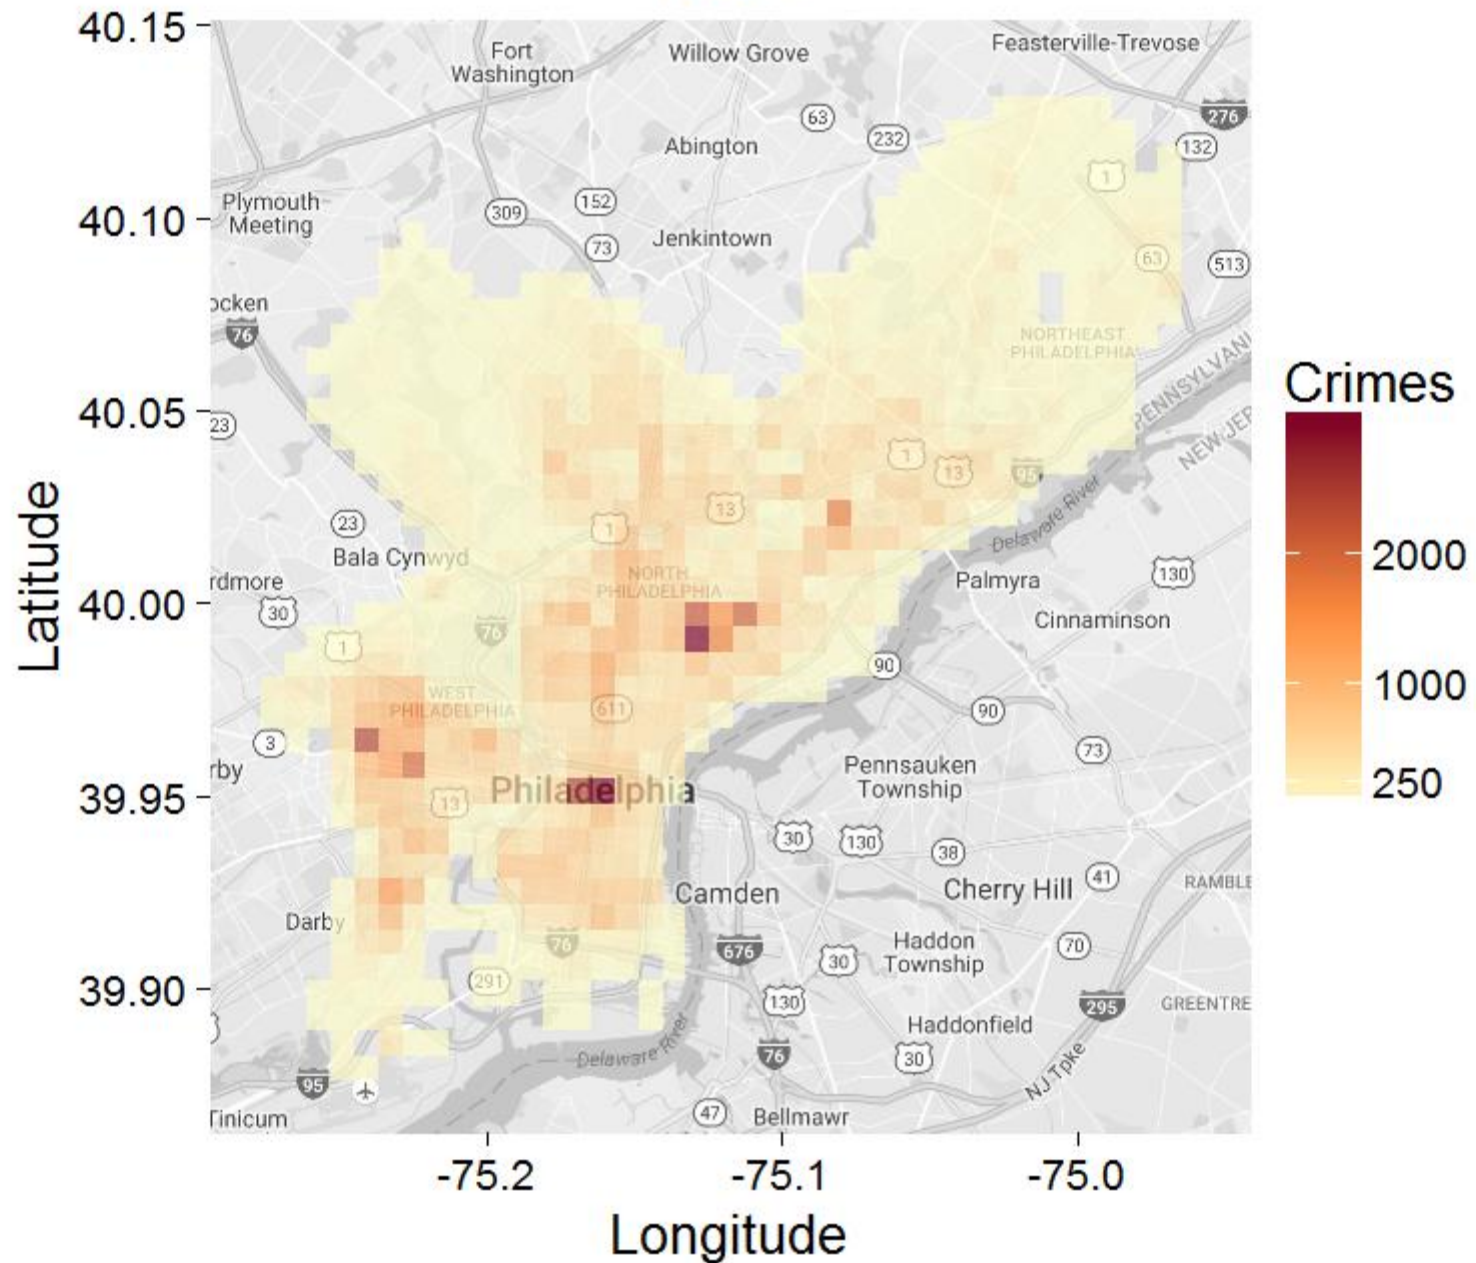 40.15
40.10
40.05
40.00
39.95
39.90
Latitude
-75.2
-75.1
-75.0
Longitude
Crimes
2000
1000
250
Fort
Washington
Willow Grove
Feasterville-Trevose
63
232
276
132
Abington
1
Plymouth
Meeting
309
152
73
Jenkintown
63
513
ocken
76
NORTHEAST
PHILADELPHIA
PENNSYLVANI
NEW JER
23
1
13
95
23
13
1
Bala Cynwyd
Delaware River
rdmore
30
NORTH
PHILADELPHIA
Palmyra
130
Cinnaminson
76
1
90
WEST
PHILADELPHIA
611
90
3
73
rby
Pennsauken
Township
Philadelphia
13
30
130
38
41
Camden
Cherry Hill
RAMBLE
Darby
76
676
30
Haddon
Township
70
291
130
295
GREENTRE
Haddonfield
Delaware River
76
30
NJ Tpke
95
Tinicum
47
Bellmawr